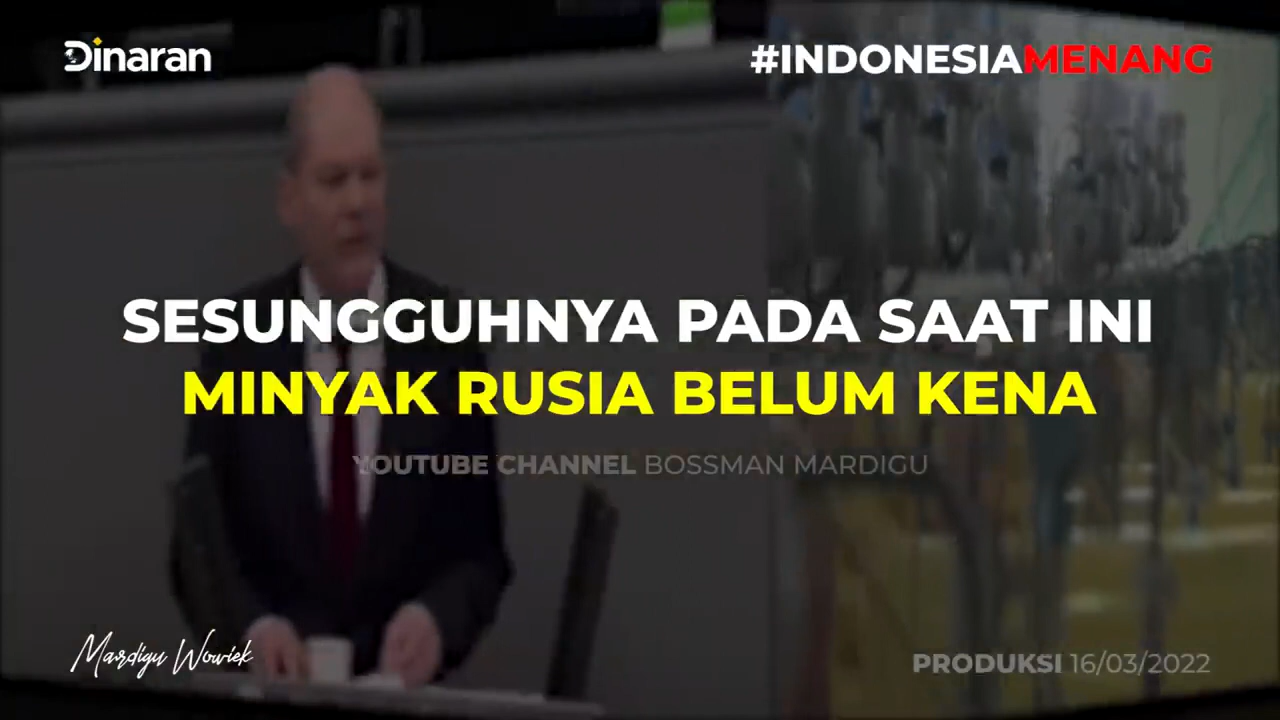 Dinaran
#INDONESIAMENANG
SESUNGGUHNYA PADA SAAT INI
MINYAK RUSIA BELUM KENA
YOUTUBE CHANNEL BOSSMAN MARDIGU
Mardigu Wowiek
PRODUKSI 16/03/2022